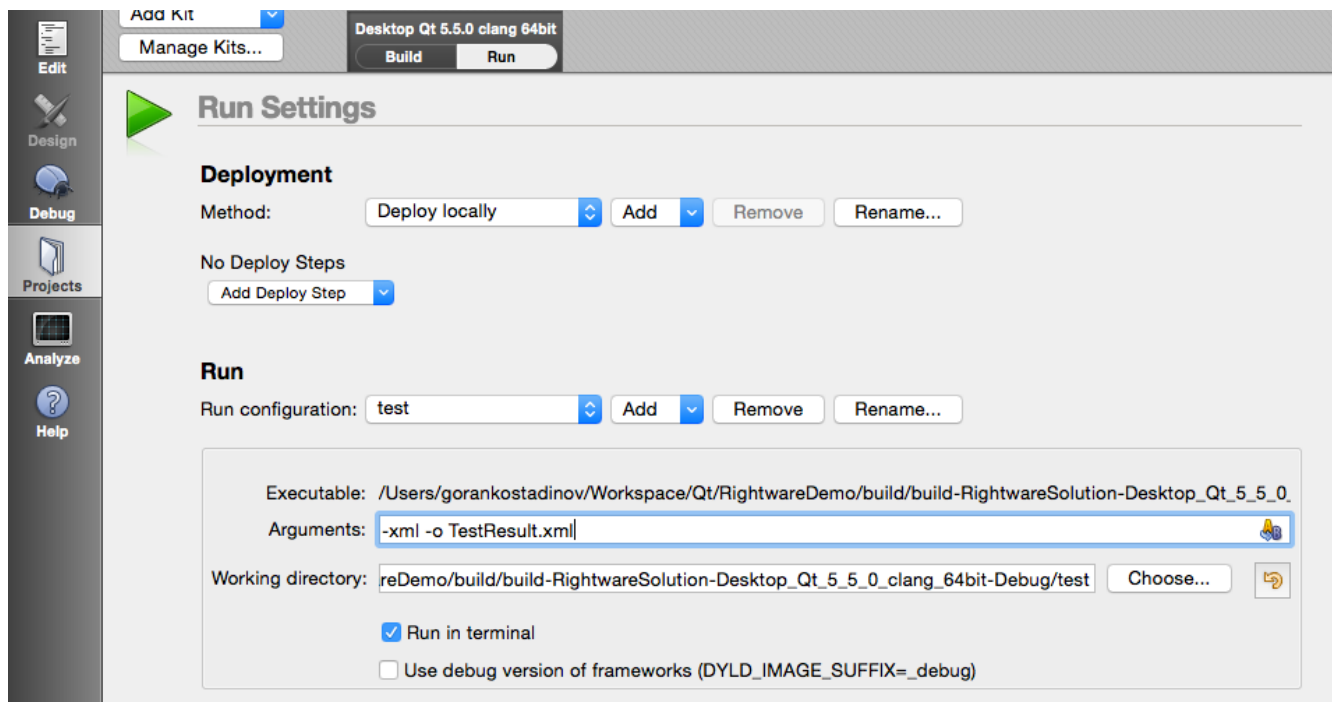 Add Kit
Manage Kits...
Desktop Qt 5.5.0 clang 64bit
Build Run
Edit
Design
Debug
Projects
Analyze
Help
Run Settings
Deployment
Method: Deploy locally Add Remove Rename...
No Deploy Steps
Add Deploy Step
Run
Run configuration: test Add Remove Rename...
Executable: /Users/gorankostadinov/Workspace/Qt/RightwareDemo/build/build-RightwareSolution-Desktop_Qt_5_5_0_
Arguments: -xml -o TestResult.xml
Working directory: reDemo/build/build-RightwareSolution-Desktop_Qt_5_5_0_clang_64bit-Debug/test Choose...
Run in terminal
Use debug version of frameworks (DYLD_IMAGE_SUFFIX=_debug)